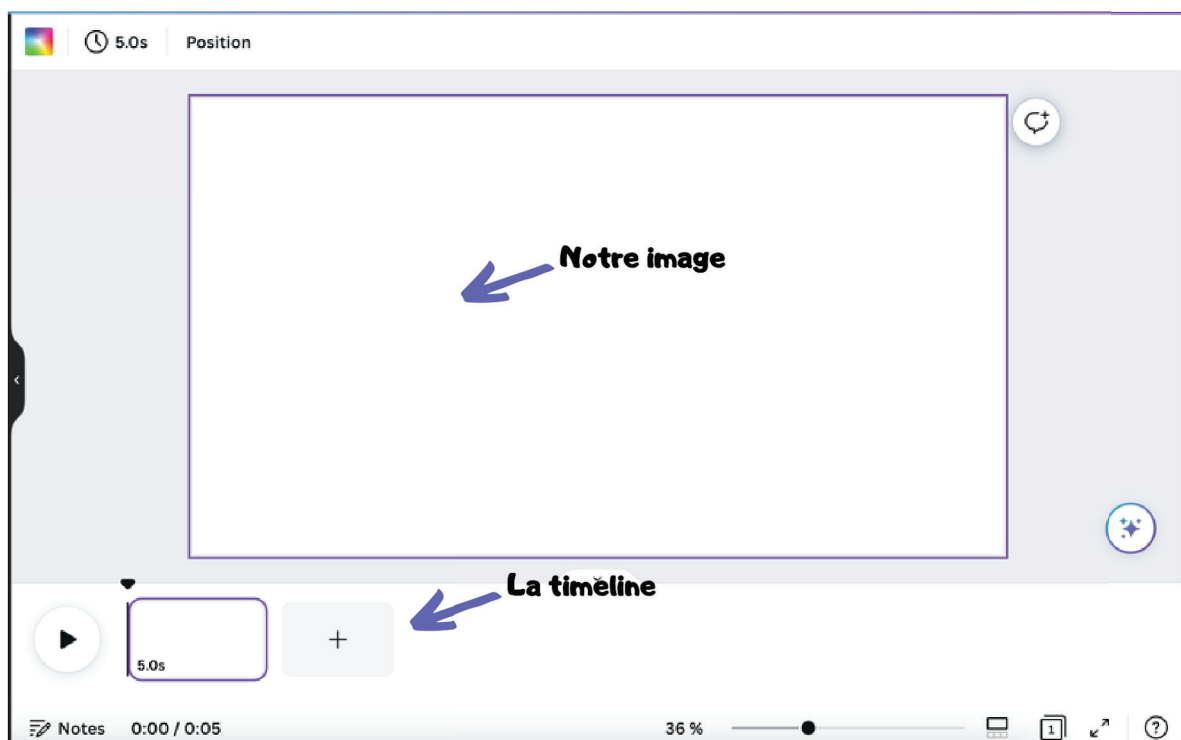 5.0s Position
Notre image
La timeline
5.0s
Notes 0:00 / 0:05 36 % 1 ?